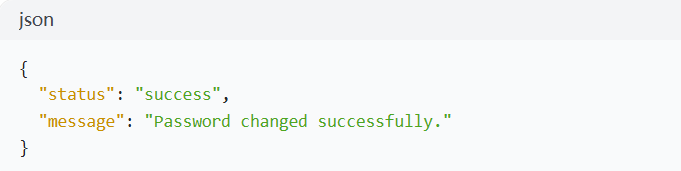 json
{
"status": "success",
"message": "Password changed successfully."
}